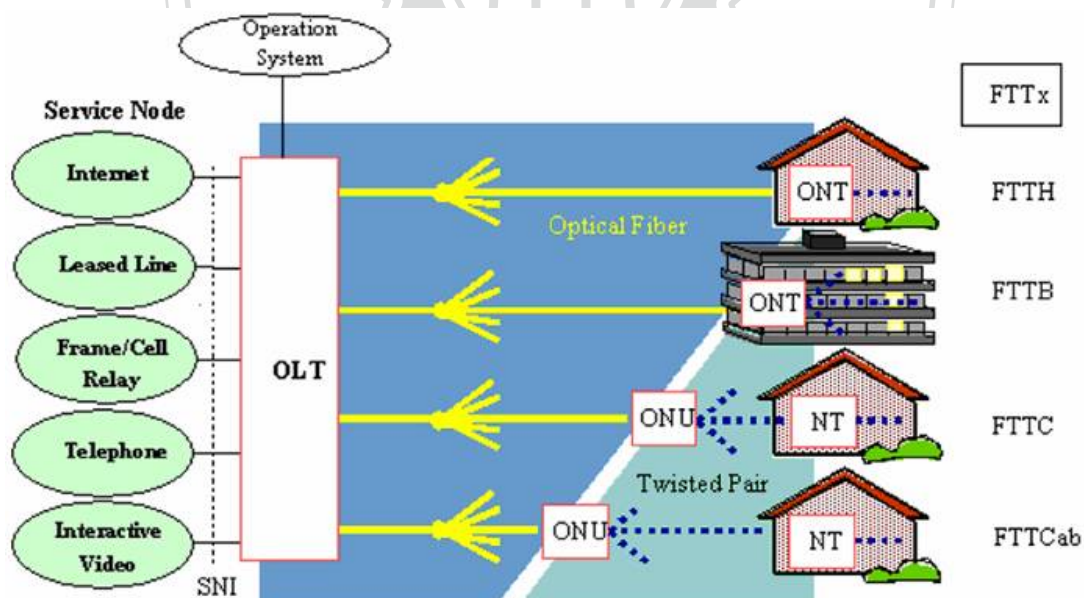 Operation
System
Service Node
Internet
Leased Line
Frame/Cell
Relay
Telephone
Interactive
Video
SNI
OLT
Optical Fiber
Twisted Pair
ONT
ONT
ONU
NT
ONU
NT
FTTx
FTTH
FTTB
FTTC
FTTCab